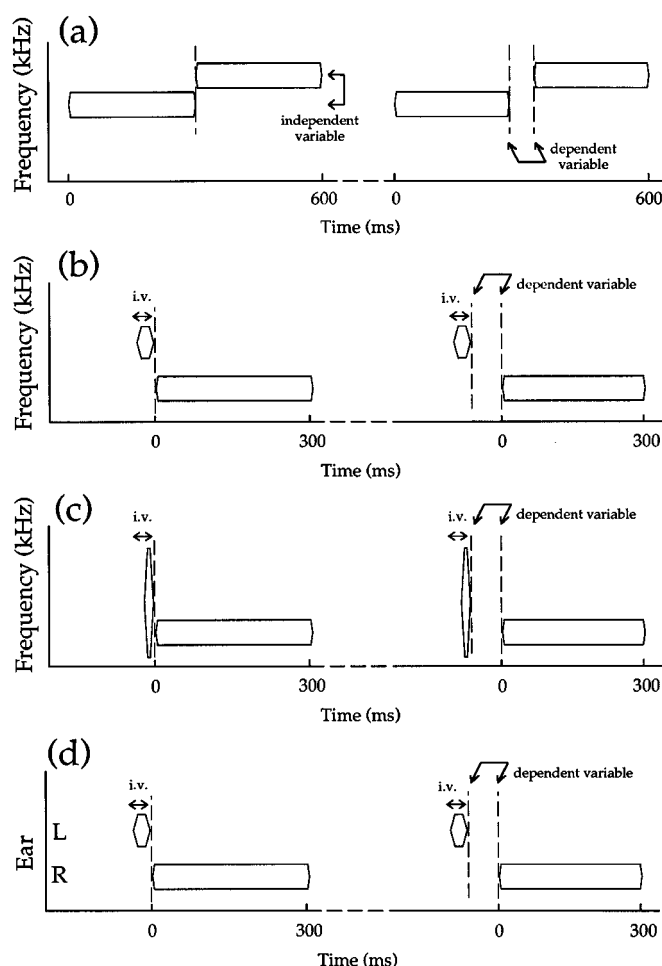 (a)
Frequency (kHz)
independent
variable
dependent
variable
0
600
0
600
Time (ms)
(b)
Frequency (kHz)
i.v.
i.v.
dependent variable
0
300
0
300
Time (ms)
(c)
Frequency (kHz)
i.v.
i.v.
dependent variable
0
300
0
300
Time (ms)
(d)
Ear
L
R
i.v.
i.v.
dependent variable
0
300
0
300
Time (ms)